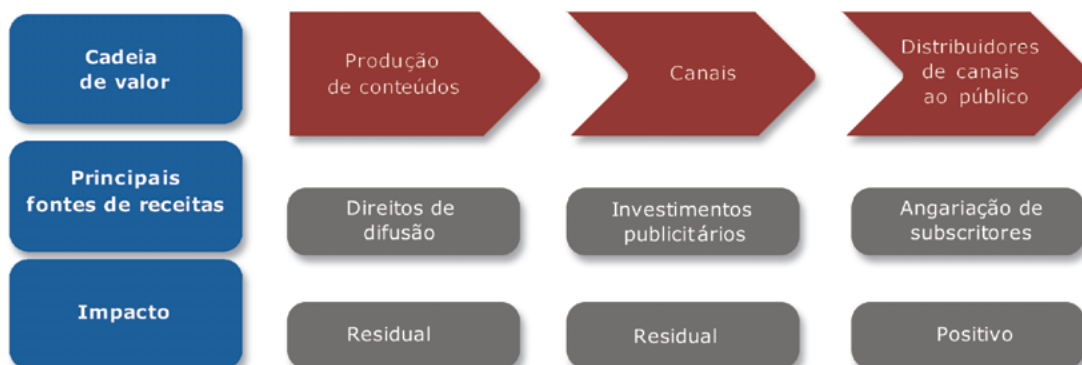 Cadeia
de valor
Produção
de conteúdos
Canais
Distribuidores
de canais
ao público
Principais
fontes de receitas
Direitos de
difusão
Investimentos
publicitários
Angariação de
subscritores
Impacto
Residual
Residual
Positivo